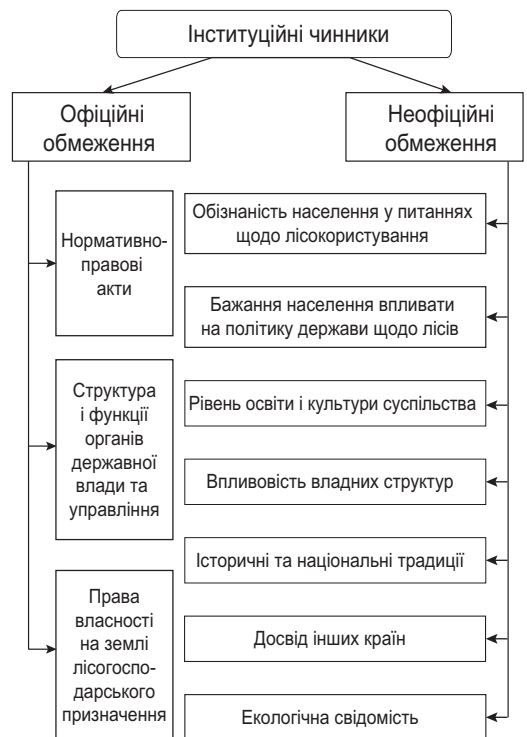 Інституційні чинники
Офіційні
обмеження
Неофіційні
обмеження
Нормативно-
правові
акти
Структура
і функції
органів
державної
влади та
управління
Права
власності
на землі
лісогоспо-
дарського
призначення
Обізнаність населення у питаннях
щодо лісокористування
Бажання населення впливати
на політику держави щодо лісів
Рівень освіти і культури суспільства
Впливовість владних структур
Історичні та національні традиції
Досвід інших країн
Екологічна свідомість